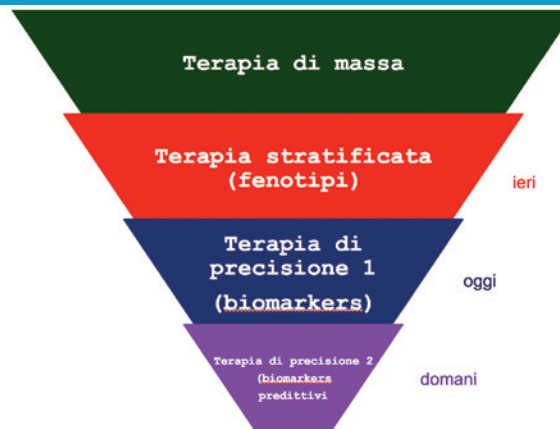 Terapia di massa
Terapia stratificata
(fenotipi)
ieri
Terapia di
precisione 1
(biomarkers)
oggi
Terapia di precisione 2
(biomarkers
predittivi
domani